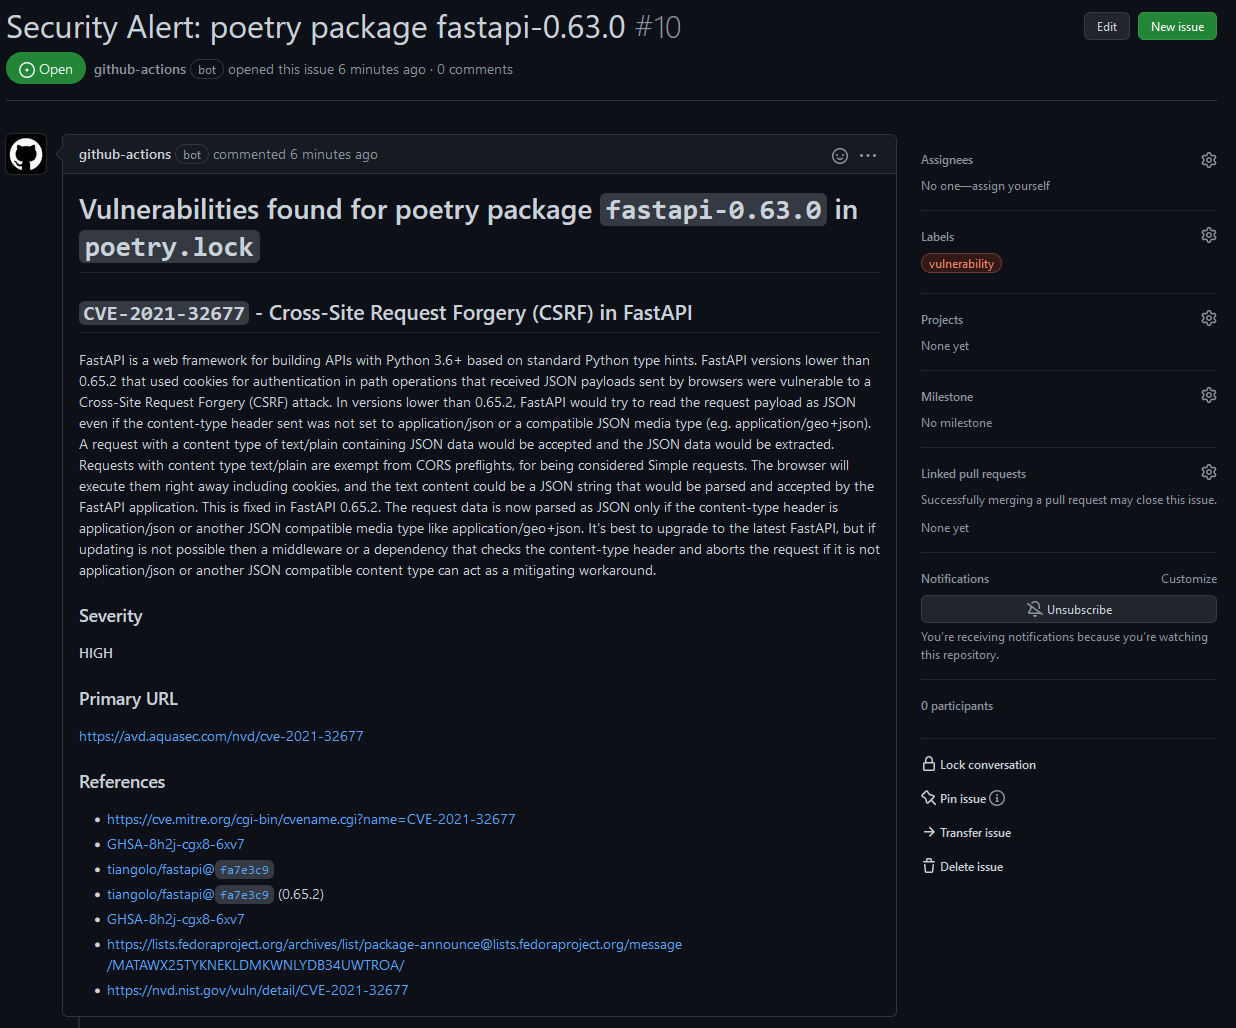 Security Alert: poetry package fastapi-0.63.0 #10
Edit
New issue
Open
github-actions bot opened this issue 6 minutes ago · 0 comments
github-actions bot commented 6 minutes ago
Vulnerabilities found for poetry package fastapi-0.63.0 in
poetry.lock
CVE-2021-32677 - Cross-Site Request Forgery (CSRF) in FastAPI
FastAPI is a web framework for building APIs with Python 3.6+ based on standard Python type hints. FastAPI versions lower than
0.65.2 that used cookies for authentication in path operations that received JSON payloads sent by browsers were vulnerable to a
Cross-Site Request Forgery (CSRF) attack. In versions lower than 0.65.2, FastAPI would try to read the request payload as JSON
even if the content-type header sent was not set to application/json or a compatible JSON media type (e.g. application/geo+json).
A request with a content type of text/plain containing JSON data would be accepted and the JSON data would be extracted.
Requests with content type text/plain are exempt from CORS preflights, for being considered Simple requests. The browser will
execute them right away including cookies, and the text content could be a JSON string that would be parsed and accepted by the
FastAPI application. This is fixed in FastAPI 0.65.2. The request data is now parsed as JSON only if the content-type header is
application/json or another JSON compatible media type like application/geo+json. It's best to upgrade to the latest FastAPI, but if
updating is not possible then a middleware or a dependency that checks the content-type header and aborts the request if it is not
application/json or another JSON compatible content type can act as a mitigating workaround.
Severity
HIGH
Primary URL
https://avd.aquasec.com/nvd/cve-2021-32677
References
https://cve.mitre.org/cgi-bin/cvename.cgi?name=CVE-2021-32677
GHSA-8h2j-cgx8-6xv7
tiangolo/fastapi@fa7e3c9
tiangolo/fastapi@fa7e3c9 (0.65.2)
GHSA-8h2j-cgx8-6xv7
https://lists.fedoraproject.org/archives/list/package-announce@lists.fedoraproject.org/message
/MATAWX25TYKNEKLDMKWNLYDB34UWTROA/
https://nvd.nist.gov/vuln/detail/CVE-2021-32677
Assignees
No one—assign yourself
Labels
vulnerability
Projects
None yet
Milestone
No milestone
Linked pull requests
Successfully merging a pull request may close this issue.
None yet
Notifications
Customize
Unsubscribe
You're receiving notifications because you're watching
this repository.
0 participants
Lock conversation
Pin issue
Transfer issue
Delete issue